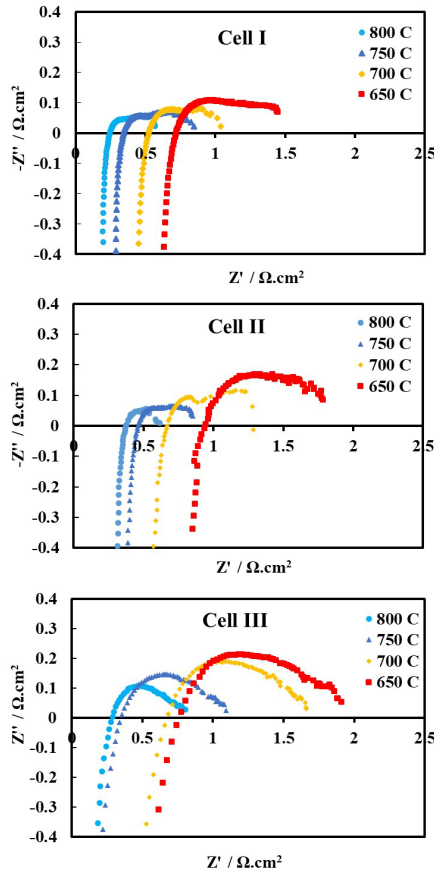 Cell I
800 C
750 C
700 C
650 C
-Z'' / Ω.cm²
0.4
0.3
0.2
0.1
0
-0.1
-0.2
-0.3
-0.4
0 0.5 1 1.5 2 2.5
Z' / Ω.cm²
Cell II
800 C
750 C
700 C
650 C
-Z'' / Ω.cm²
0.4
0.3
0.2
0.1
0
-0.1
-0.2
-0.3
-0.4
0 0.5 1 1.5 2 2.5
Z' / Ω.cm²
Cell III
800 C
750 C
700 C
650 C
Z'' / Ω.cm²
0.4
0.3
0.2
0.1
0
-0.1
-0.2
-0.3
-0.4
0 0.5 1 1.5 2 2.5
Z' / Ω.cm²